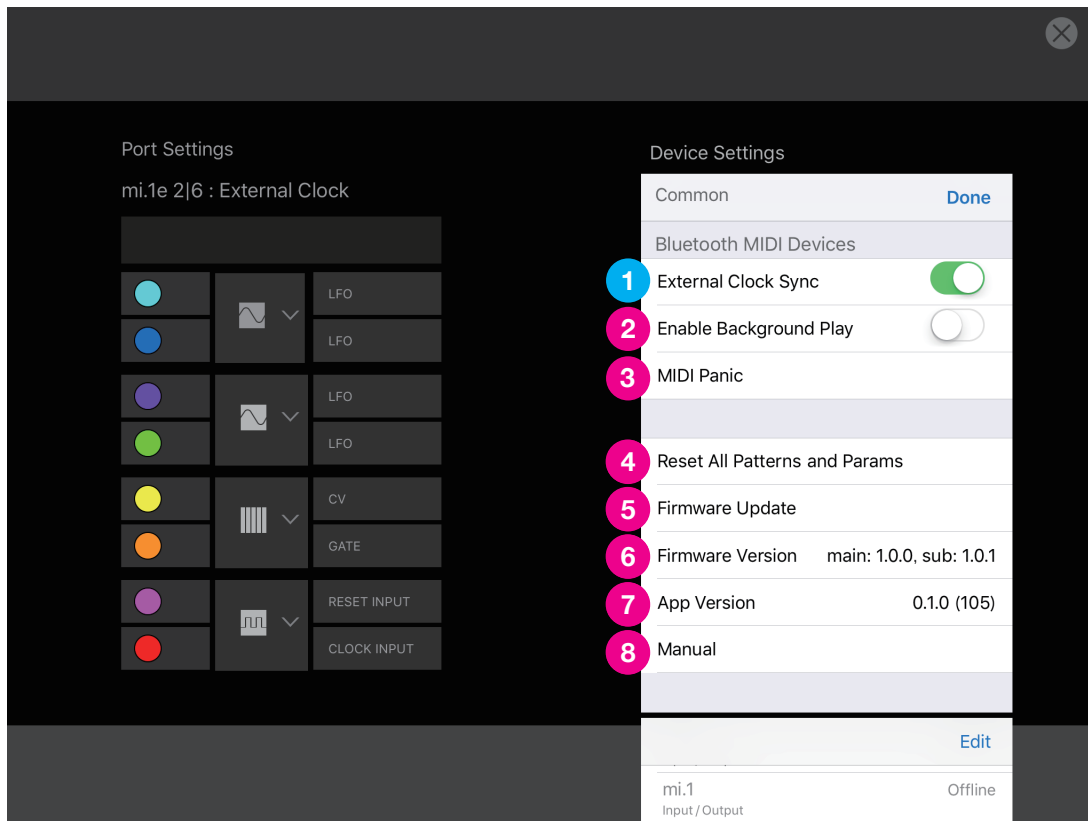 Port Settings
mi.1e 2|6 : External Clock
LFO
LFO
LFO
LFO
CV
GATE
RESET INPUT
CLOCK INPUT
Device Settings
Common Done
Bluetooth MIDI Devices
1 External Clock Sync
2 Enable Background Play
3 MIDI Panic
4 Reset All Patterns and Params
5 Firmware Update
6 Firmware Version main: 1.0.0, sub: 1.0.1
7 App Version 0.1.0 (105)
8 Manual
Edit
mi.1 Offline
Input/Output